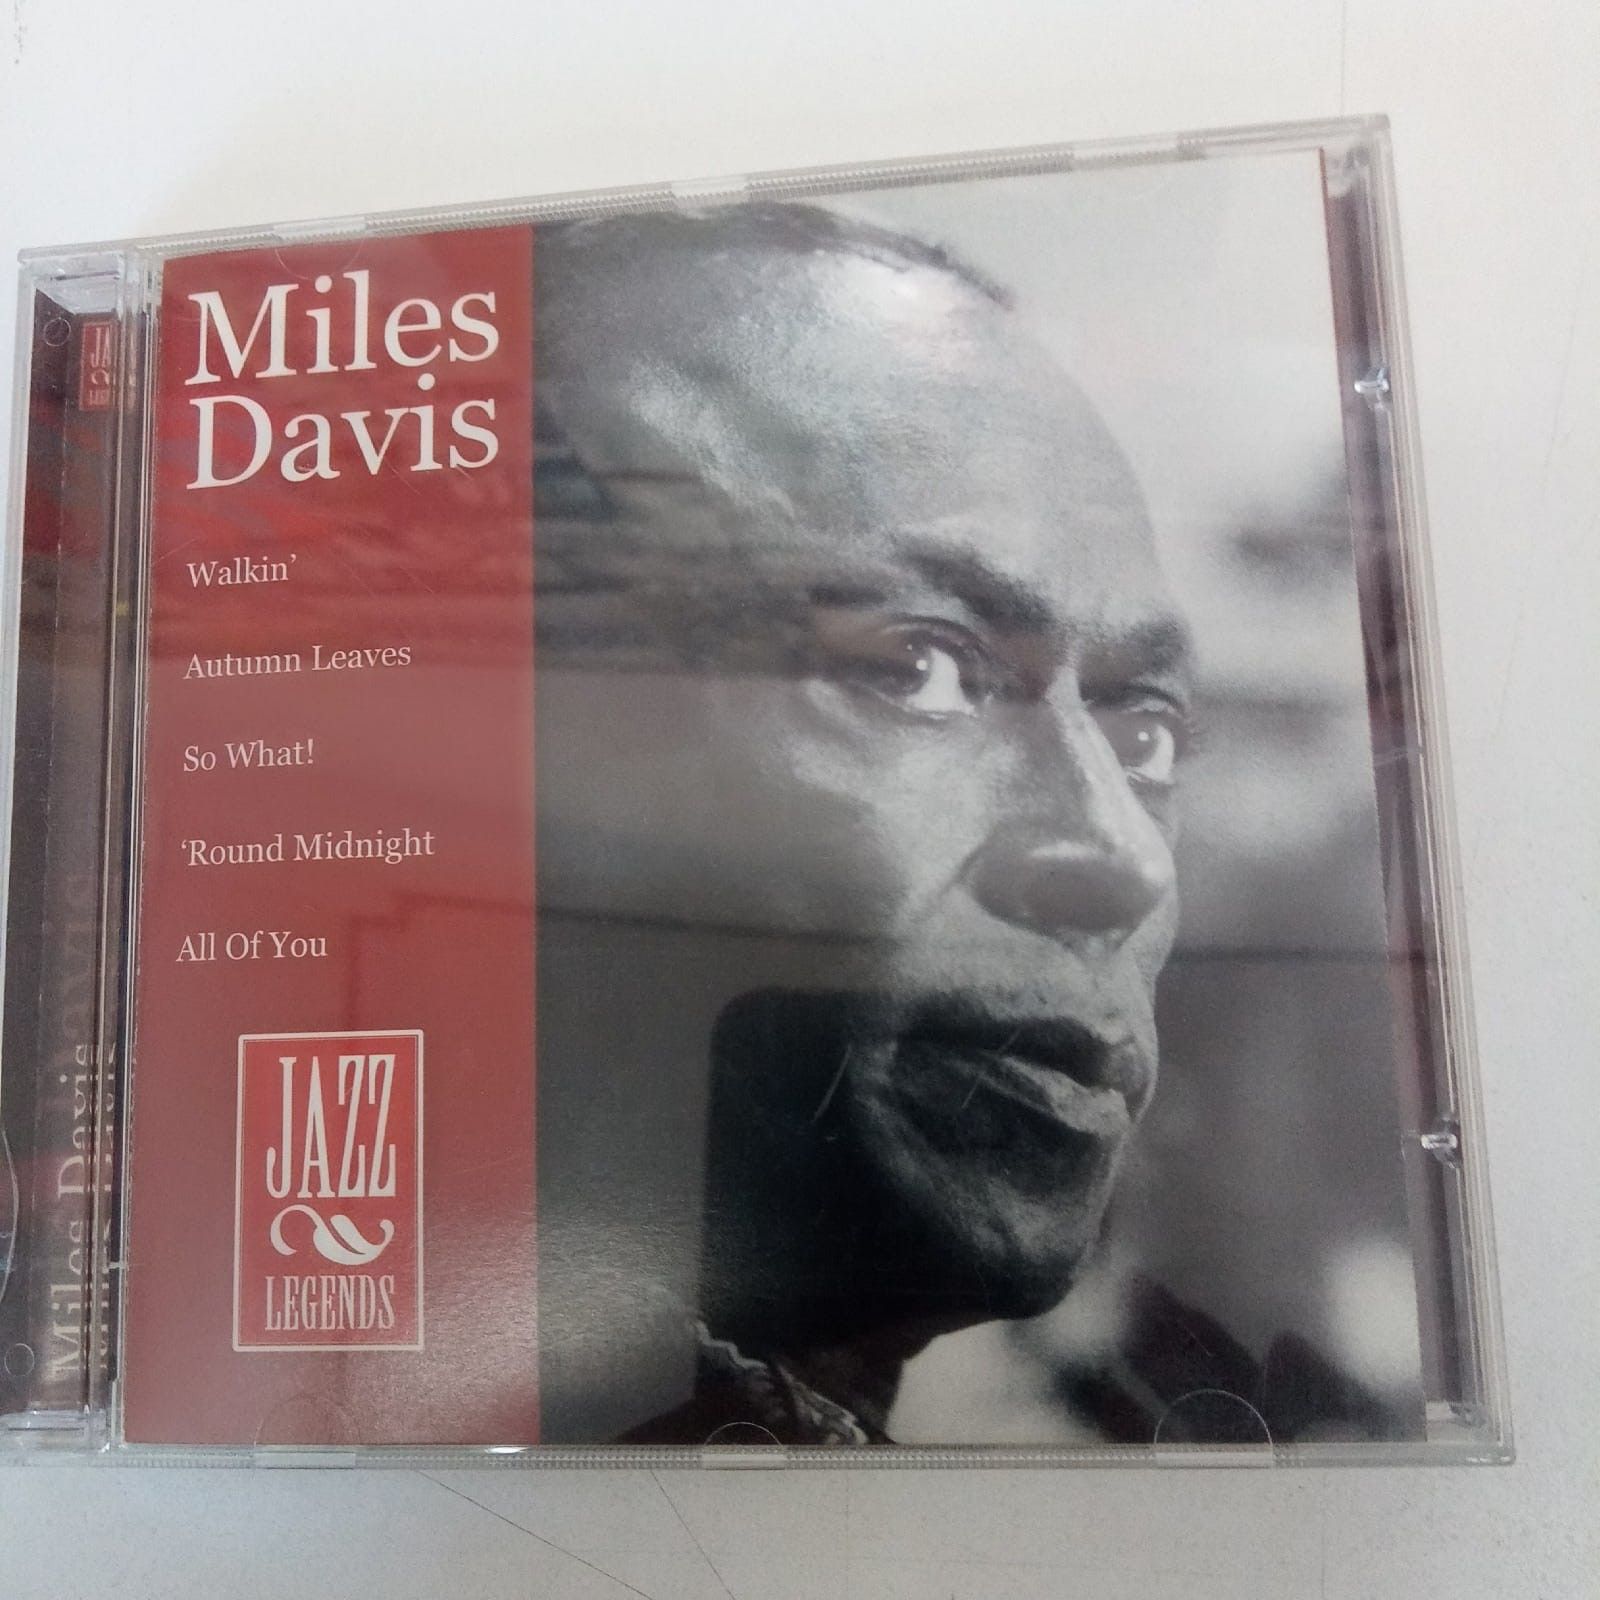 Miles
Davis
Walkin'
Autumn Leaves
So What!
‘Round Midnight
All Of You
JAZZ
LEGENDS
Miles Davis